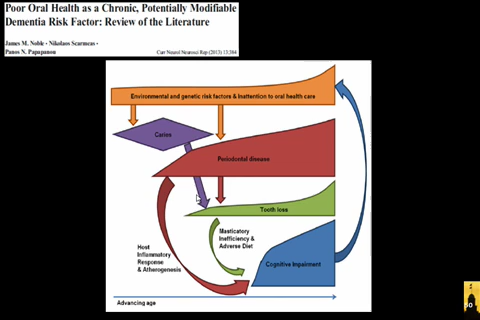 Poor Oral Health as a Chronic, Potentially Modifiable
Dementia Risk Factor: Review of the Literature
James M. Noble • Nikolaos Scarmeas •
Panos N. Papapanou
Curr Neurol Neurosci Rep (2013) 13:384
Environmental and genetic risk factors & Inattention to oral health care
Caries
Periodontal disease
Tooth loss
Masticatory
Inefficiency &
Adverse Diet
Host
Inflammatory
Response
& Atherogenesis
Cognitive Impairment
Advancing age
50